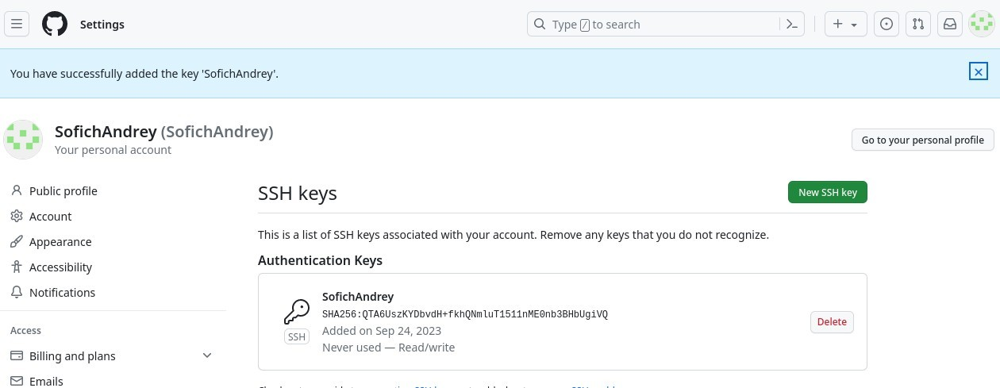 Settings
Type / to search
You have successfully added the key 'SofichAndrey'.
SofichAndrey (SofichAndrey)
Your personal account
Go to your personal profile
Public profile
Account
Appearance
Accessibility
Notifications
Access
Billing and plans
Emails
SSH keys
New SSH key
This is a list of SSH keys associated with your account. Remove any keys that you do not recognize.
Authentication Keys
SofichAndrey
SHA256:QTA6UszKYDbvdH+fkhQNmluT1511nME0nb3BHbUgiVQ
Added on Sep 24, 2023
Never used — Read/write
SSH
Delete